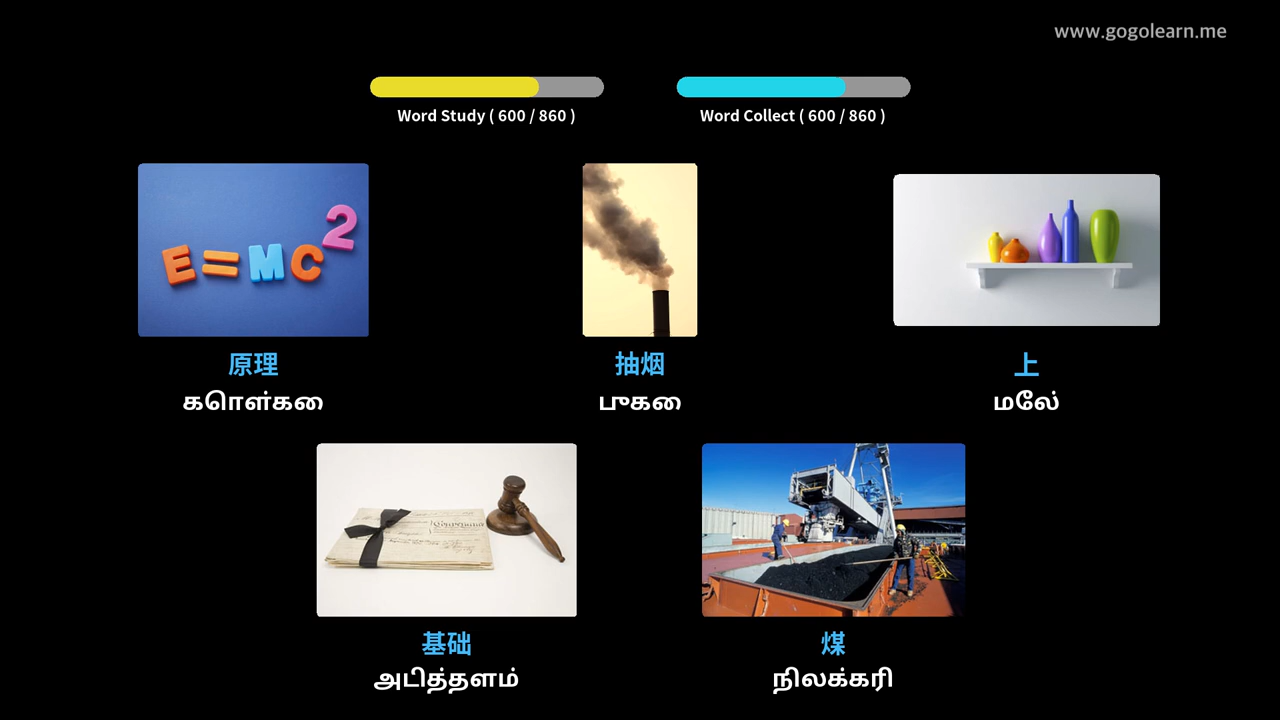 www.gogolearn.me
Word Study ( 600 / 860 )
Word Collect ( 600 / 860 )
E=MC²
原理
கொள்கை
抽烟
புகை
上
மேல்
基础
அடித்தளம்
煤
நிலக்கரி